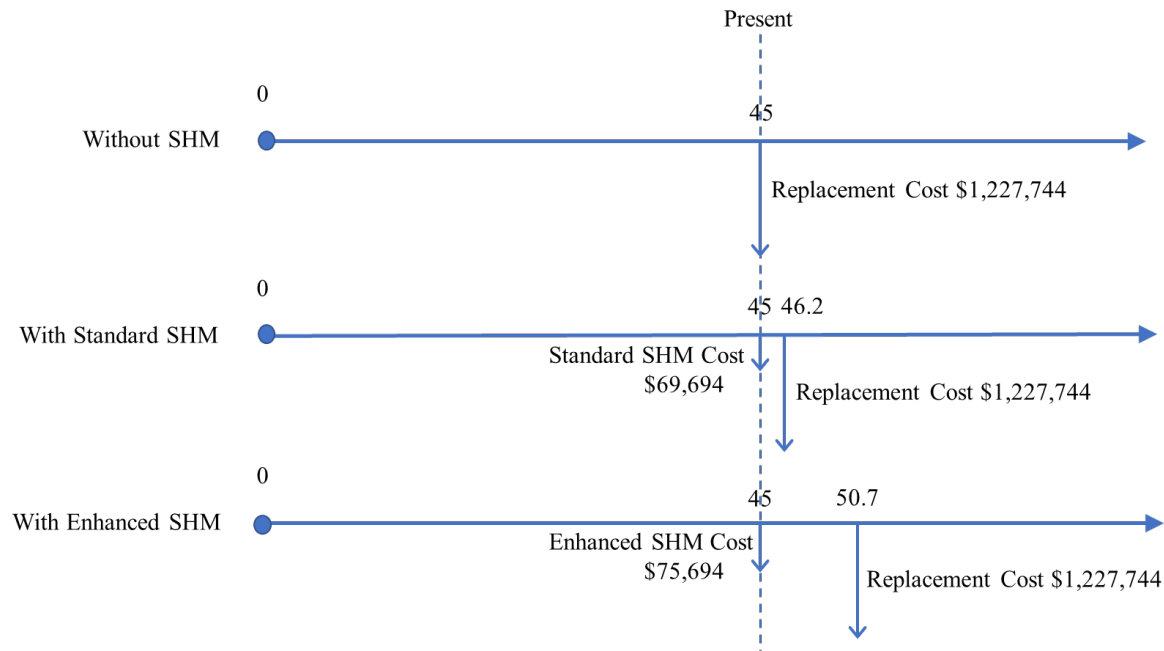 Present
0
45
Without SHM
Replacement Cost $1,227,744
0
45 46.2
With Standard SHM
Standard SHM Cost
$69,694
Replacement Cost $1,227,744
0
45 50.7
With Enhanced SHM
Enhanced SHM Cost
$75,694
Replacement Cost $1,227,744